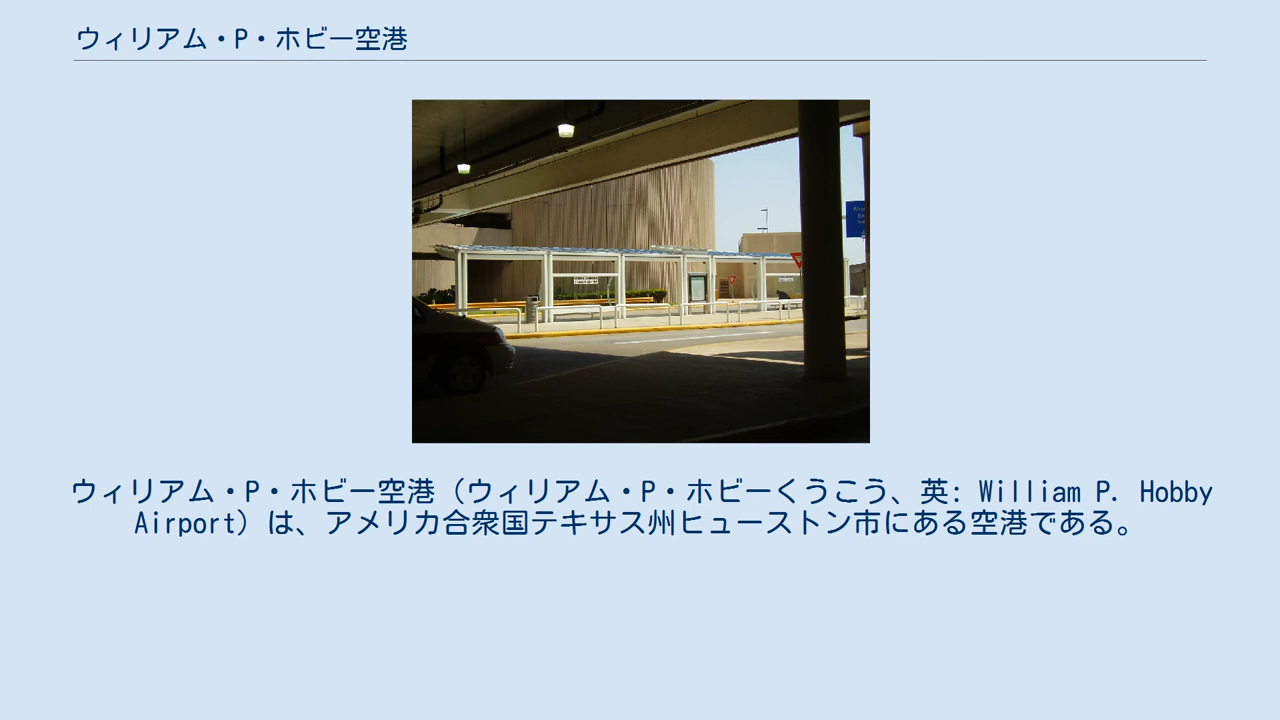 ウィリアム・P・ホビー空港
ウィリアム・P・ホビー空港（ウィリアム・P・ホビーくうこう、英: William P. Hobby
Airport）は、アメリカ合衆国テキサス州ヒューストン市にある空港である。